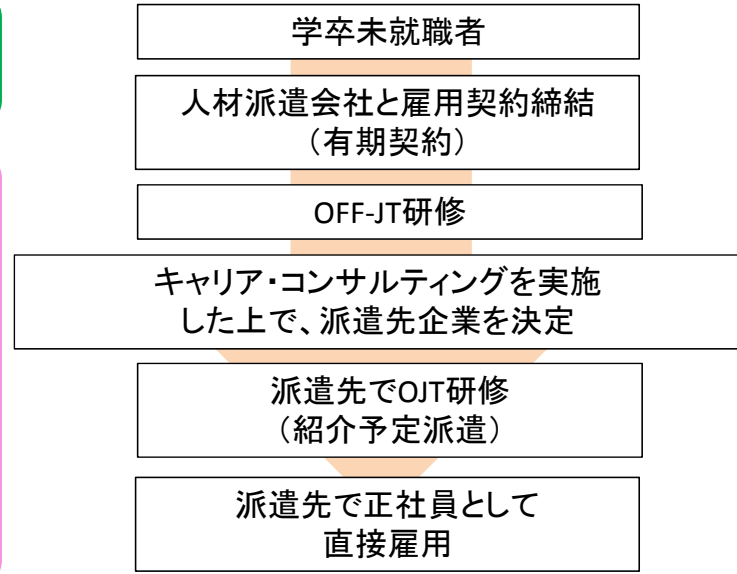 学卒未就職者
人材派遣会社と雇用契約締結
（有期契約）
OFF-JT研修
キャリア・コンサルティングを実施
した上で、派遣先企業を決定
派遣先でOJT研修
（紹介予定派遣）
派遣先で正社員として
直接雇用